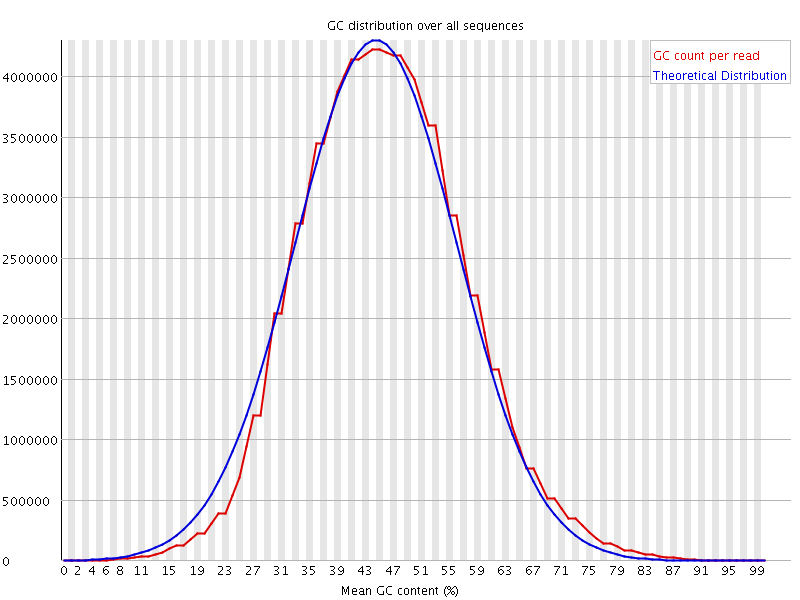 GC distribution over all sequences
GC count per read
Theoretical Distribution
4000000
3500000
3000000
2500000
2000000
1500000
1000000
500000
0
0 2 4 6 8 11 15 19 23 27 31 35 39 43 47 51 55 59 63 67 71 75 79 83 87 91 95 99
Mean GC content (%)